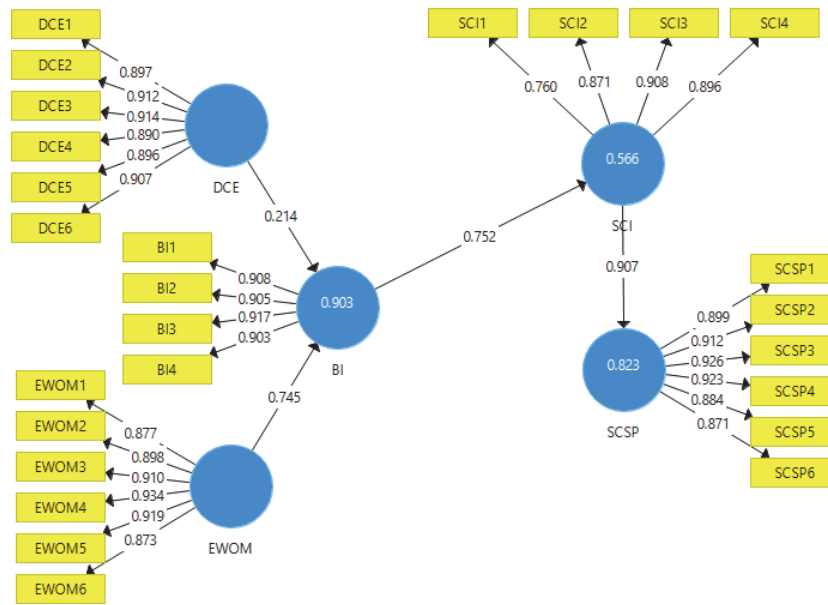 DCE1
DCE2
DCE3
DCE4
DCE5
DCE6
0.897
0.912
0.914
0.890
0.896
0.907
DCE
0.214
SCI1
SCI2
SCI3
SCI4
0.760
0.871
0.908
0.896
0.566
SCI
BI1
BI2
BI3
BI4
0.908
0.905
0.917
0.903
0.903
BI
0.752
0.907
EWOM1
EWOM2
EWOM3
EWOM4
EWOM5
EWOM6
0.877
0.898
0.910
0.934
0.919
0.873
EWOM
0.745
0.823
SCSP
0.899
0.912
0.926
0.923
0.884
0.871
SCSP1
SCSP2
SCSP3
SCSP4
SCSP5
SCSP6